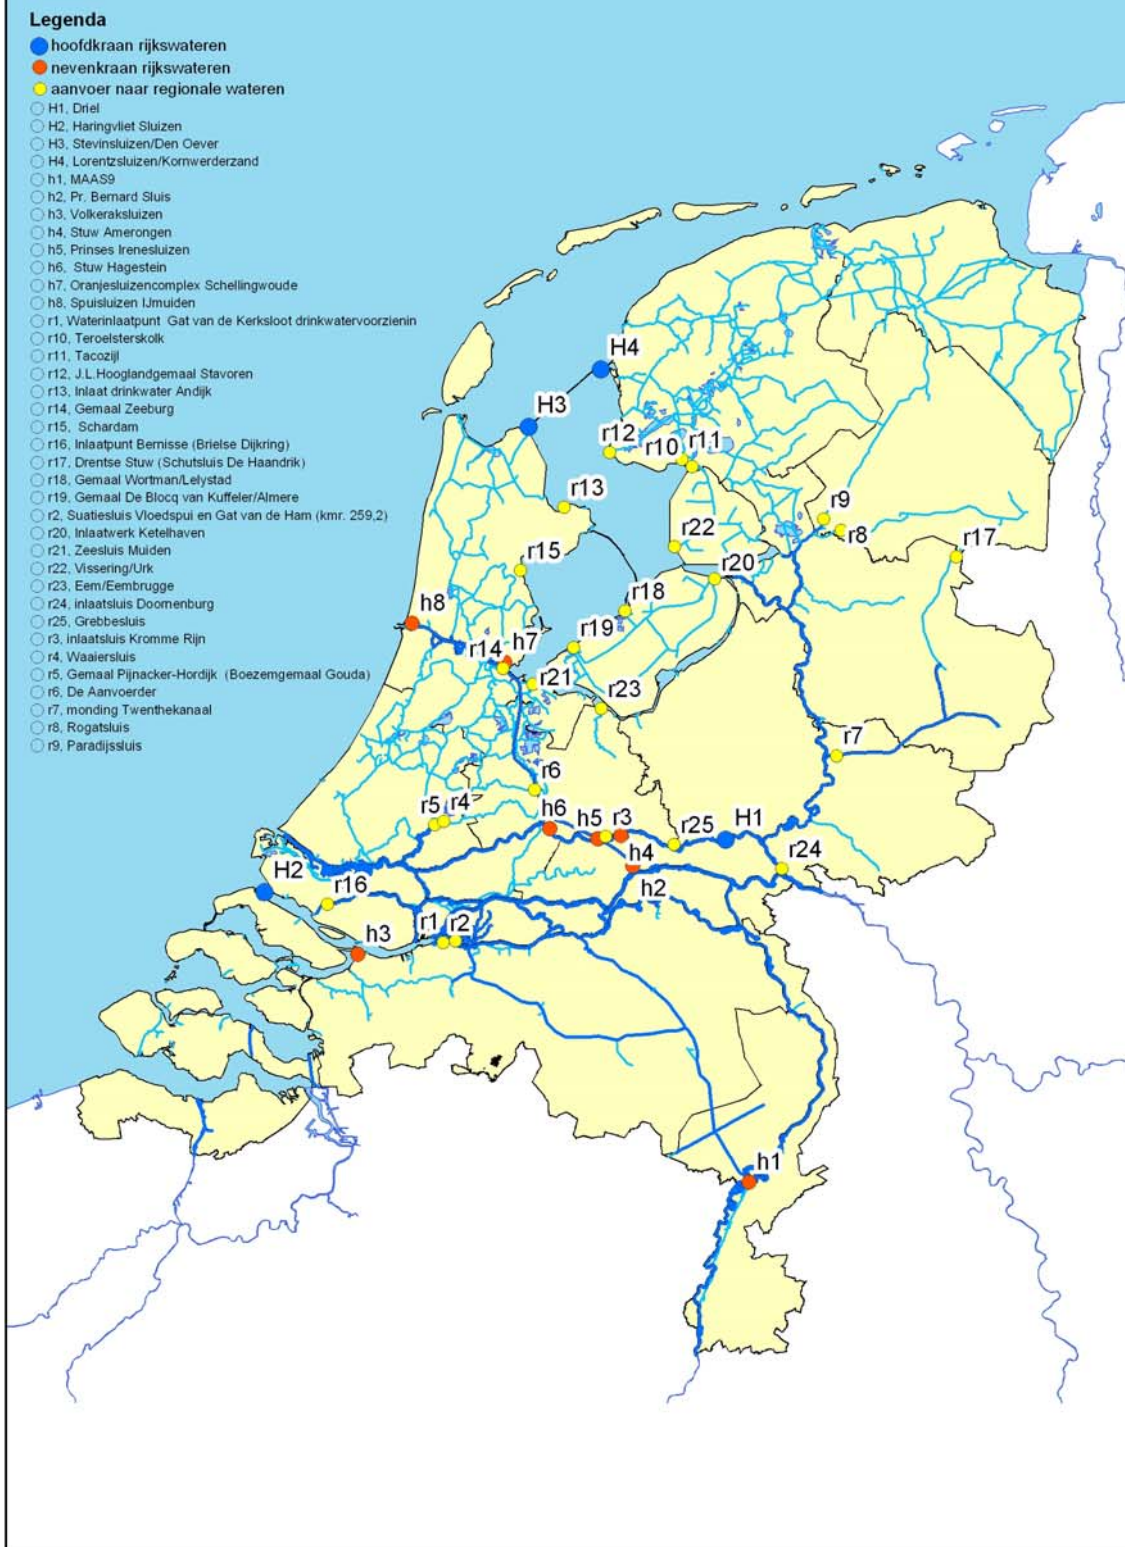 Legenda
hoofdkraan rijkswateren
nevenkraan rijkswateren
aanvoer naar regionale wateren
H1, Driel
H2, Haringvliet Sluizen
H3, Stevinsluizen/Den Oever
H4, Lorentzsluizen/Kornwerderzand
h1, MAAS9
h2, Pr. Bernard Sluis
h3, Volkeraksluizen
h4, Stuw Amerongen
h5, Prinses Irenesluizen
h6, Stuw Hagestein
h7, Oranjesluizencomplex Schellingwoude
h8, Spuisluizen IJmuiden
r1, Waterinlaatpunt Gat van de Kerksloot drinkwatervoorzienin
r10, Teroelsterskolk
r11, Tacozijl
r12, J.L.Hooglandgemaal Stavoren
r13, Inlaat drinkwater Andijk
r14, Gemaal Zeeburg
r15, Schardam
r16, Inlaatpunt Bernisse (Brielse Dijkring)
r17, Drentse Stuw (Schutsluis De Haandrik)
r18, Gemaal Wortman/Lelystad
r19, Gemaal De Blocq van Kuffeler/Almere
r2, Suatiesluis Vloedspui en Gat van de Ham (kmr. 259,2)
r20, Inlaatwerk Ketelhaven
r21, Zeesluis Muiden
r22, Vissering/Urk
r23, Eem/Eembrugge
r24, inlaatsluis Doornenburg
r25, Grebbesluis
r3, inlaatsluis Kromme Rijn
r4, Waaiersluis
r5, Gemaal Pijnacker-Hordijk (Boezemgemaal Gouda)
r6, De Aanvoerder
r7, monding Twenthekanaal
r8, Rogatsluis
r9, Paradijssluis
H4
H3
r12
r10
r11
r13
r9
r8
r22
r17
r15
r20
h8
r18
r14
h7
r19
r21
r23
r7
r6
r5
r4
h6
h5
r3
r25
H1
h4
r24
H2
r16
h2
r1
r2
h3
h1